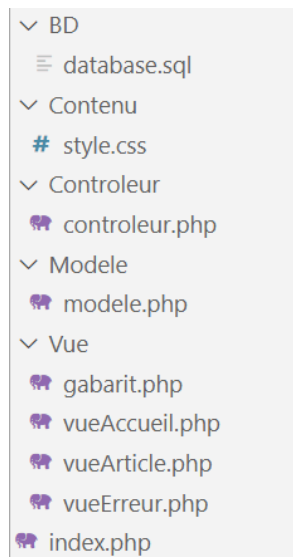 BD
database.sql
Contenu
# style.css
Controleur
controleur.php
Modele
modele.php
Vue
gabarit.php
vueAccueil.php
vueArticle.php
vueErreur.php
index.php